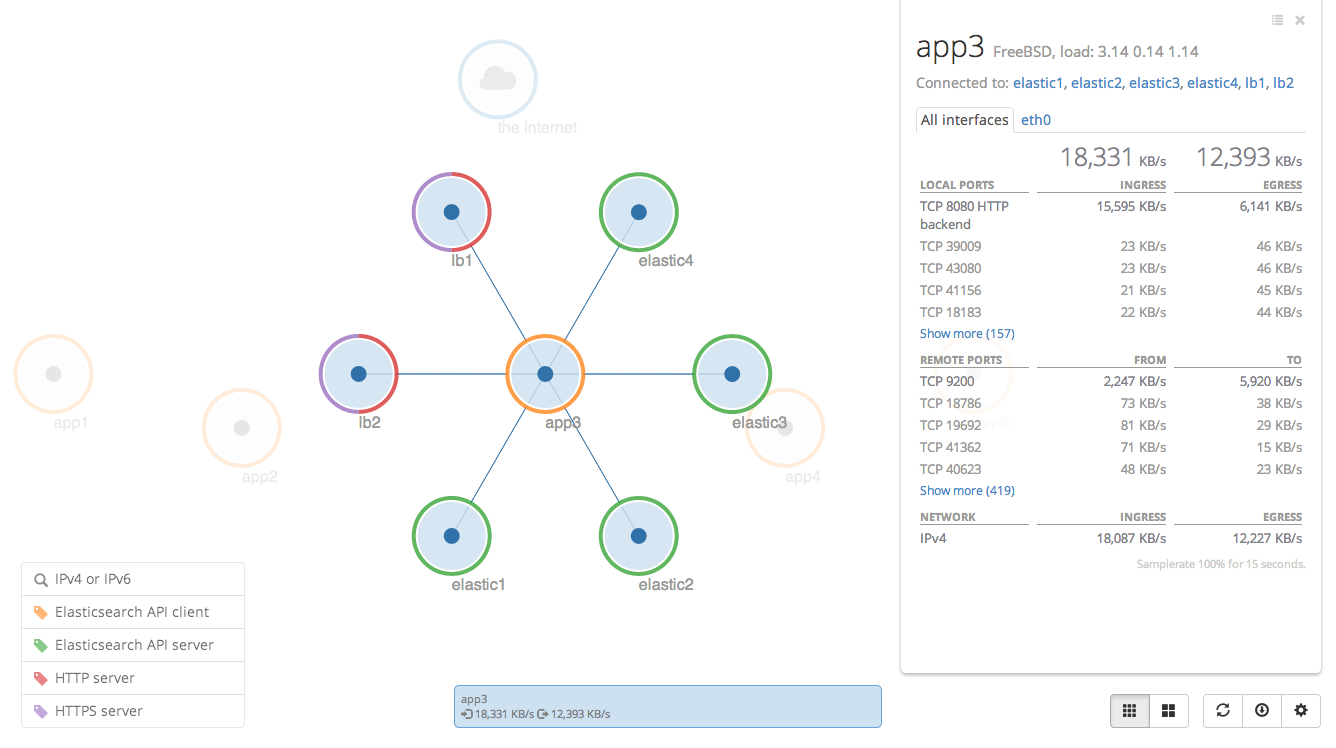 the Internet
lb1
elastic4
lb2
app3
elastic3
app1
app2
app4
elastic1
elastic2
IPv4 or IPv6
Elasticsearch API client
Elasticsearch API server
HTTP server
HTTPS server
app3
18,331 KB/s 12,393 KB/s
app3 FreeBSD, load: 3.14 0.14 1.14
Connected to: elastic1, elastic2, elastic3, elastic4, lb1, lb2
All interfaces eth0
18,331 KB/s 12,393 KB/s
LOCAL PORTS INGRESS EGRESS
TCP 8080 HTTP 15,595 KB/s 6,141 KB/s
backend
TCP 39009 23 KB/s 46 KB/s
TCP 43080 23 KB/s 46 KB/s
TCP 41156 21 KB/s 45 KB/s
TCP 18183 22 KB/s 44 KB/s
Show more (157)
REMOTE PORTS FROM TO
TCP 9200 2,247 KB/s 5,920 KB/s
TCP 18786 73 KB/s 38 KB/s
TCP 19692 81 KB/s 29 KB/s
app5
TCP 41362 71 KB/s 15 KB/s
TCP 40623 48 KB/s 23 KB/s
Show more (419)
NETWORK INGRESS EGRESS
IPv4 18,087 KB/s 12,227 KB/s
Samplerate 100% for 15 seconds.